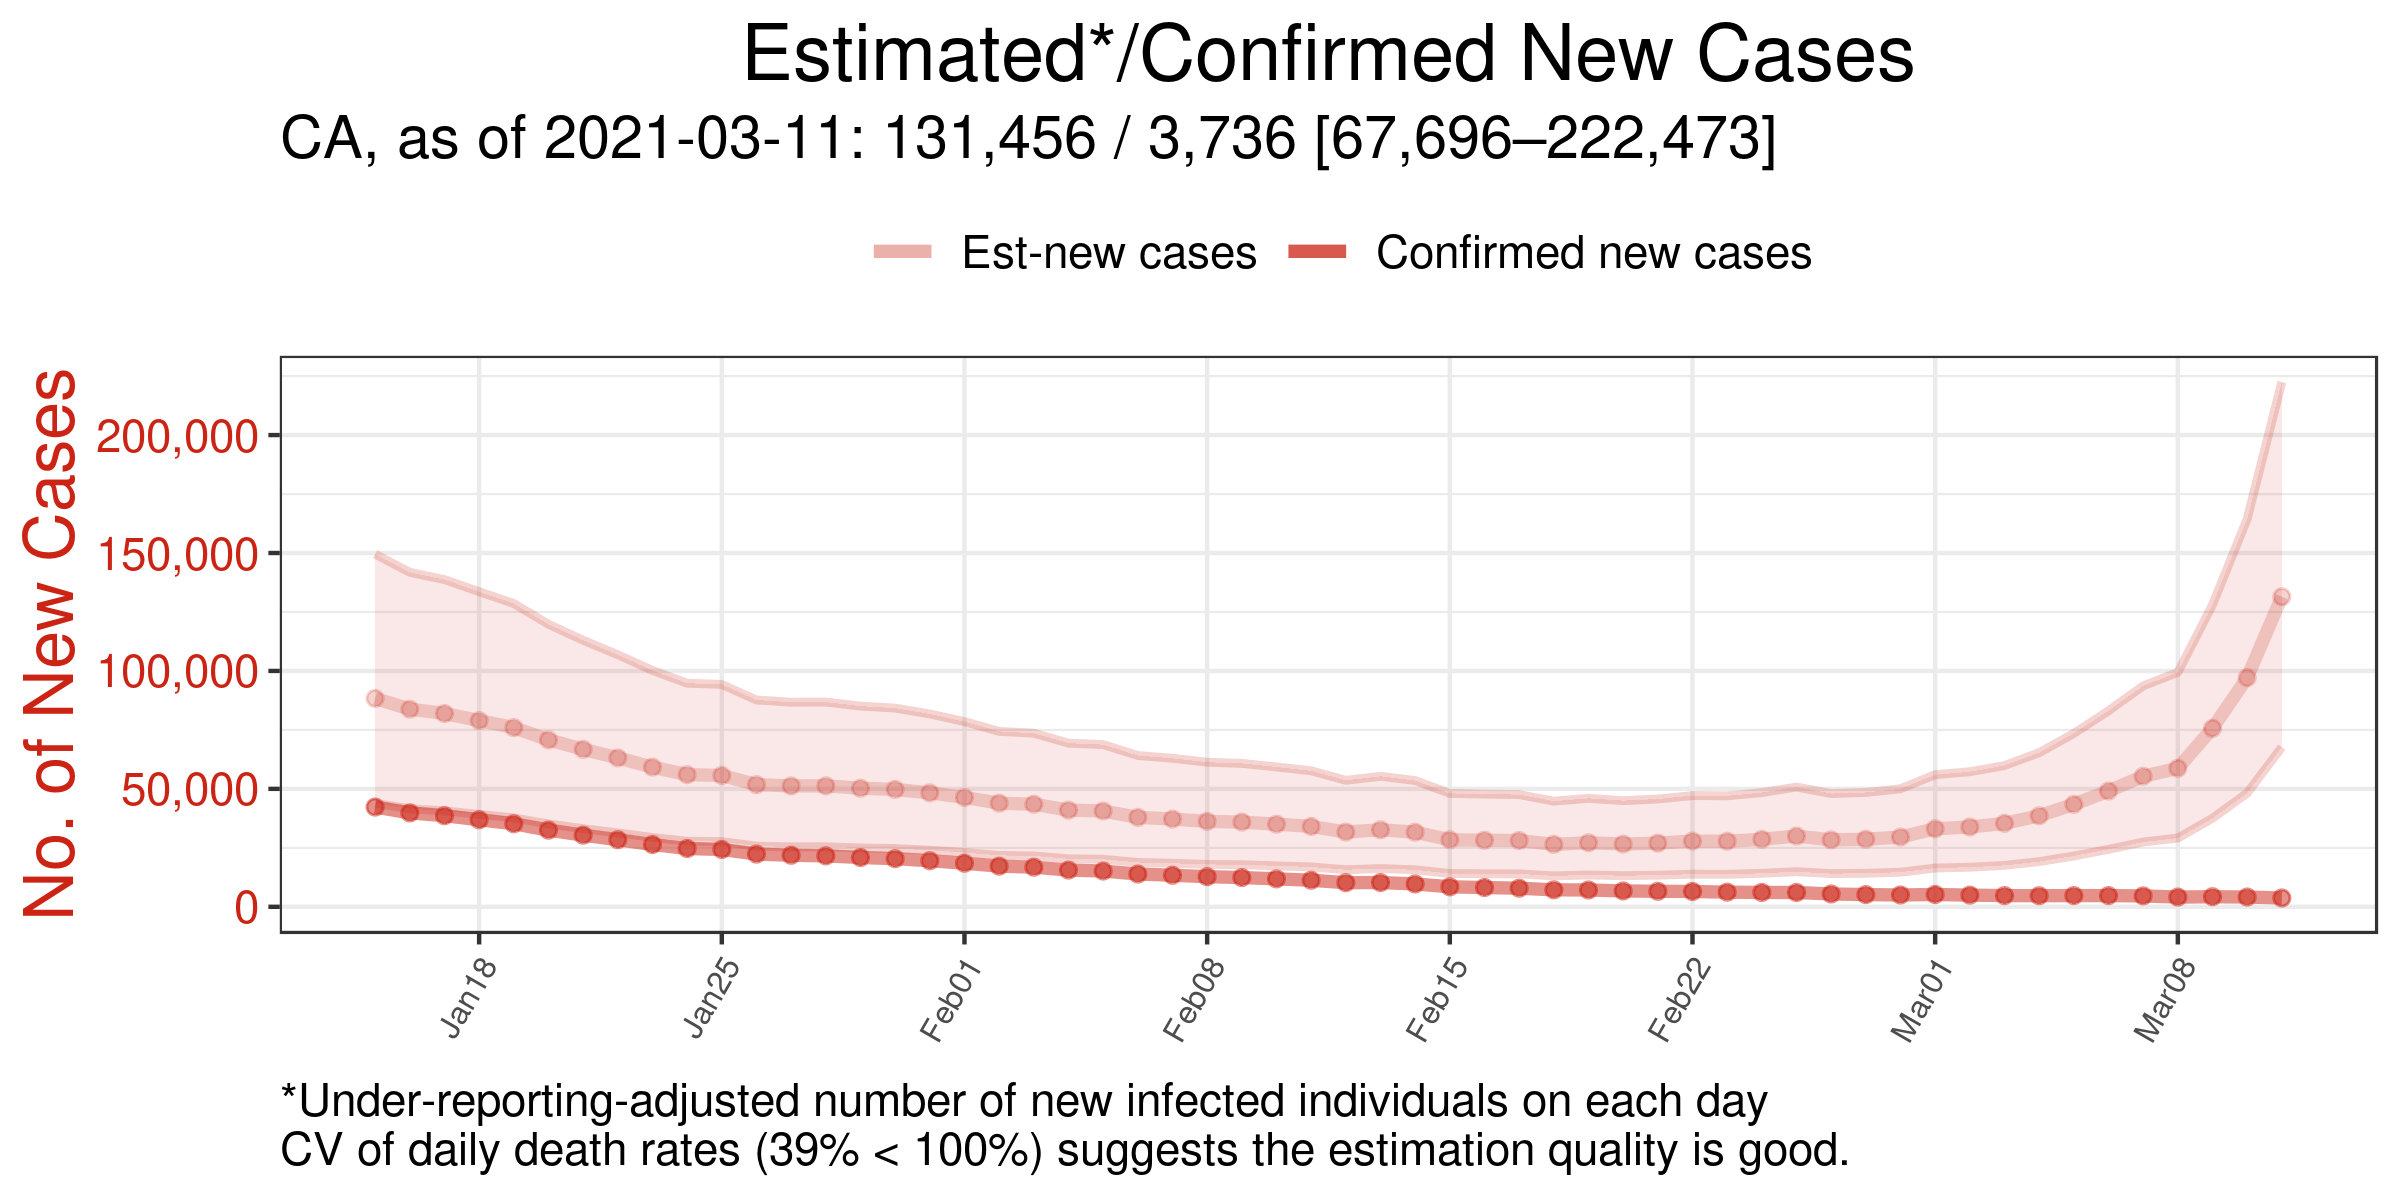 Estimated*/Confirmed New Cases
CA, as of 2021-03-11: 131,456 / 3,736 [67,696–222,473]
Est-new cases
Confirmed new cases
No. of New Cases
200,000
150,000
100,000
50,000
0
Jan18
Jan25
Feb01
Feb08
Feb15
Feb22
Mar01
Mar08
*Under-reporting-adjusted number of new infected individuals on each day
CV of daily death rates (39% < 100%) suggests the estimation quality is good.